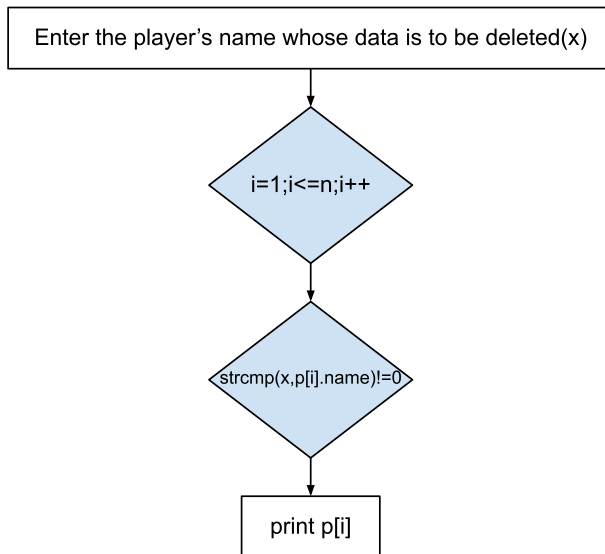 Enter the player’s name whose data is to be deleted(x)
i=1;i<=n;i++
strcmp(x,p[i].name)!=0
print p[i]